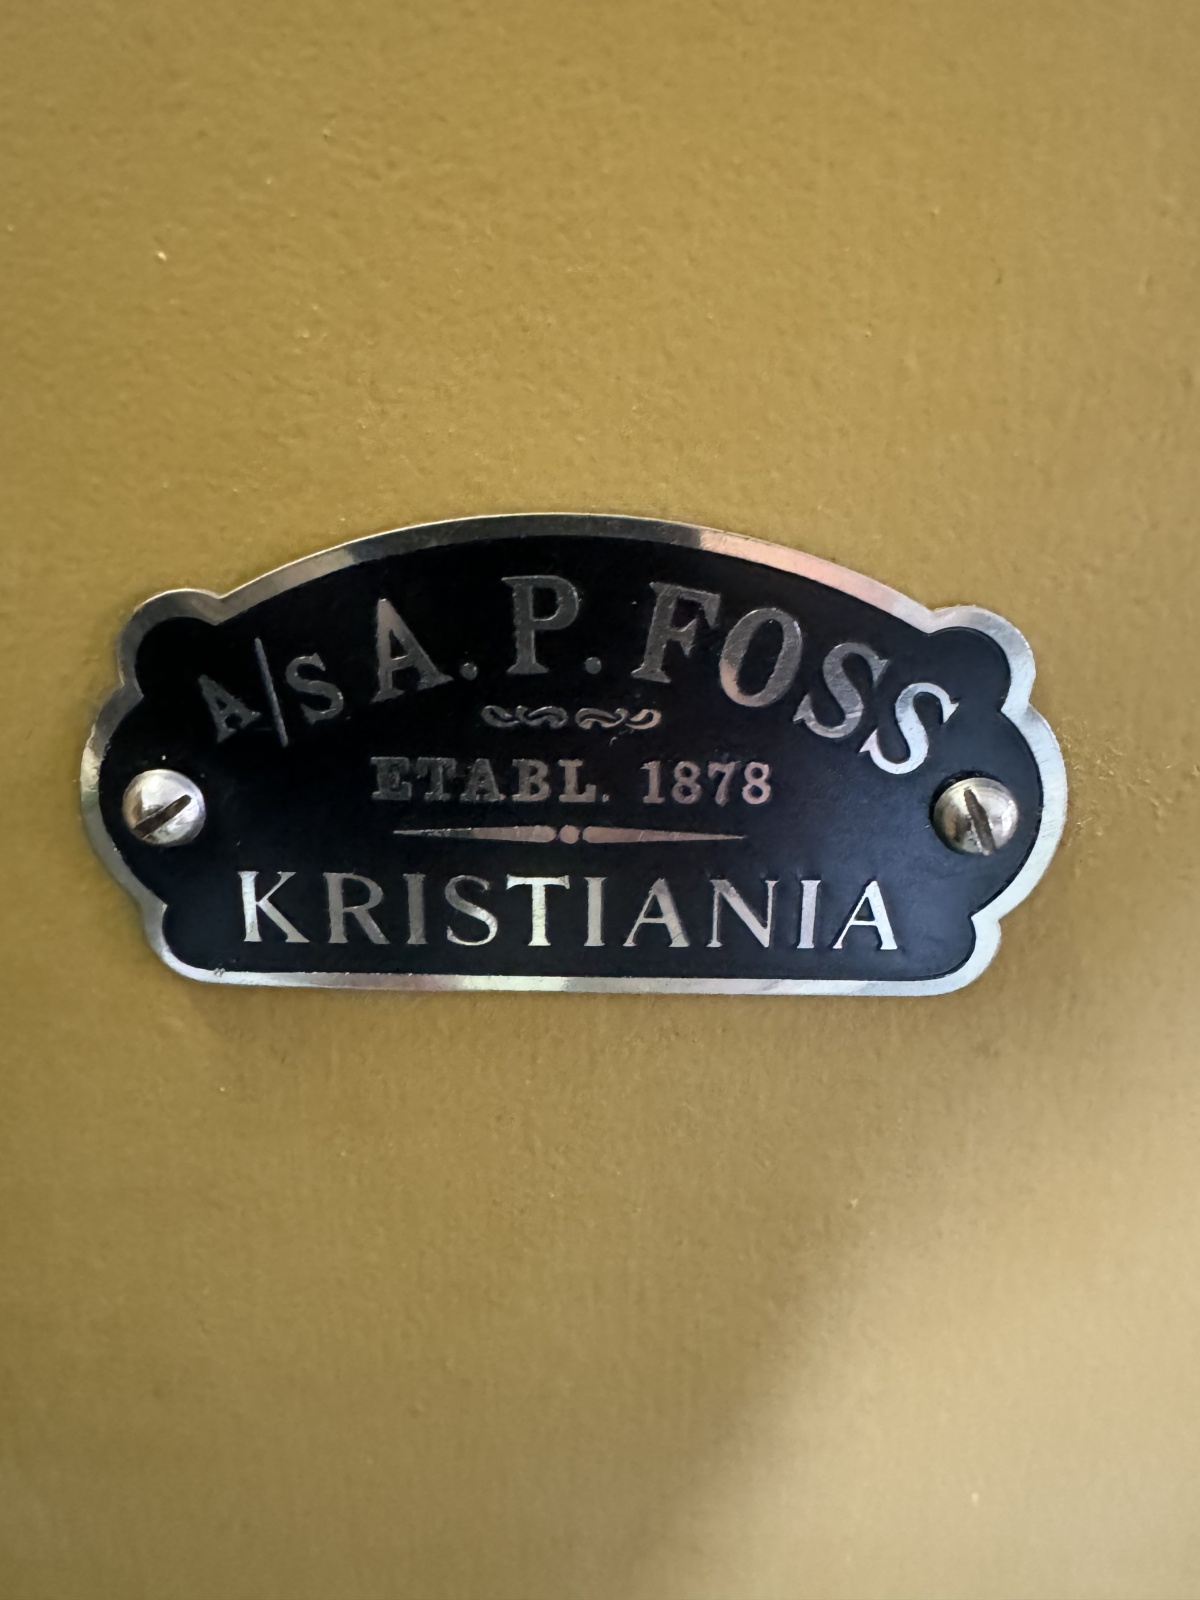 A/S A. P. FOSS
ETABL. 1878
KRISTIANIA